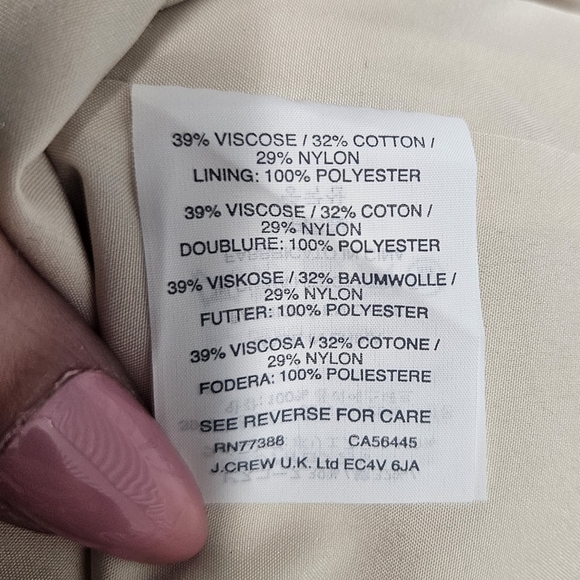 39% VISCOSE / 32% COTTON /
29% NYLON
LINING: 100% POLYESTER
39% VISCOSE / 32% COTON /
29% NYLON
DOUBLURE: 100% POLYESTER
39% VISKOSE / 32% BAUMWOLLE /
29% NYLON
FUTTER: 100% POLYESTER
39% VISCOSA / 32% COTONE /
29% NYLON
FODERA: 100% POLIESTERE
SEE REVERSE FOR CARE
RN77388 CA56445
J.CREW U.K. Ltd EC4V 6JA